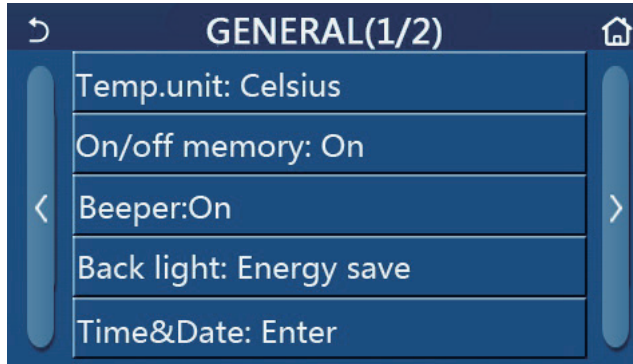 GENERAL(1/2)
Temp.unit: Celsius
On/off memory: On
Beeper:On
Back light: Energy save
Time&Date: Enter